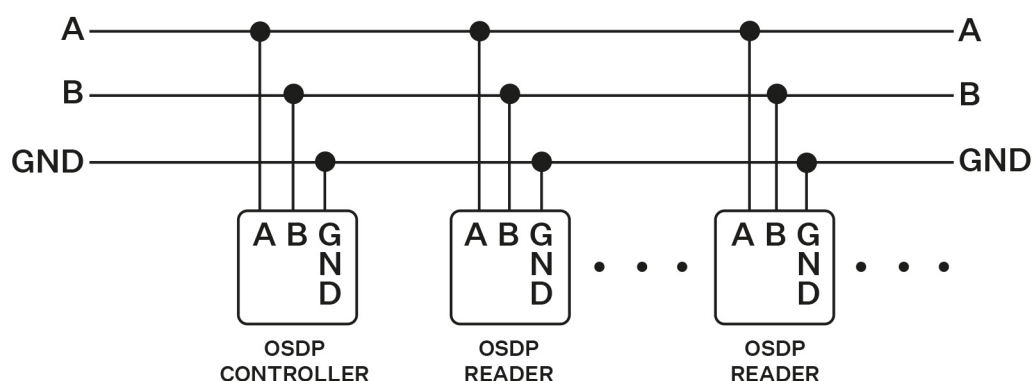 A A
B B
GND GND
A B G
N
D
A B G
N
D
A B G
N
D
OSDP
CONTROLLER
OSDP
READER
OSDP
READER